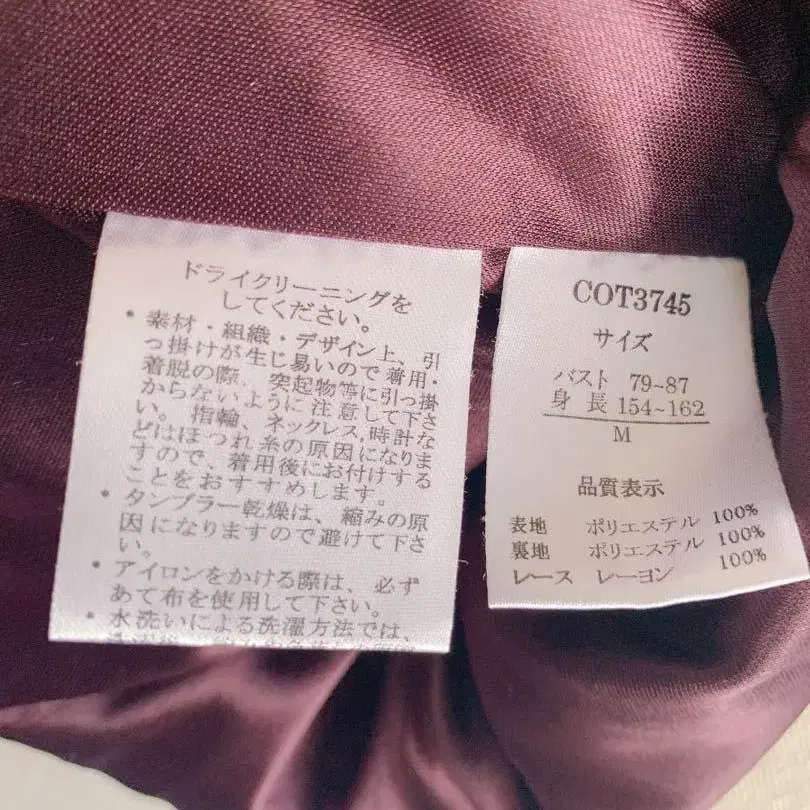 ドライクリーニングを
してください。
・素材・組織・デザイン上、引
っ掛けが生じ易いので着用・
着脱の際、突起物等に引っ掛
からないように注意して下さ
い。指輪、ネックレス,時計な
どはほつれ糸の原因になりま
すので、着用後にお付けする
ことをおすすめします。
・タンブラー乾燥は、縮みの原
因になりますので避けて下さ
い。
・アイロンをかける際は、必ず
あて布を使用して下さい。
・水洗いによる洗濯方法では、
COT3745
サイズ
バスト 79~87
身長 154~162
M
品質表示
表地 ポリエステル 100%
裏地 ポリエステル 100%
レース レーヨン 100%